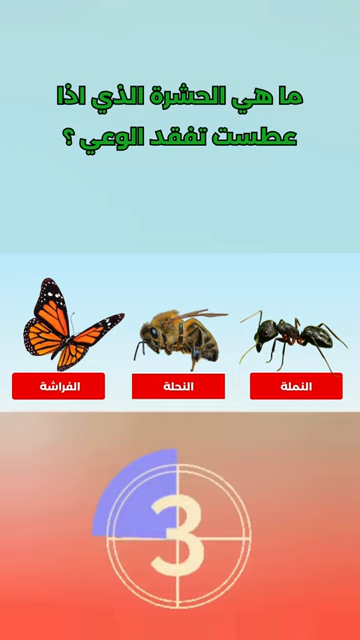 ما هي الحشرة الذي اذا
عطست تفقد الوعي ؟
النملة
النحلة
الفراشة
3